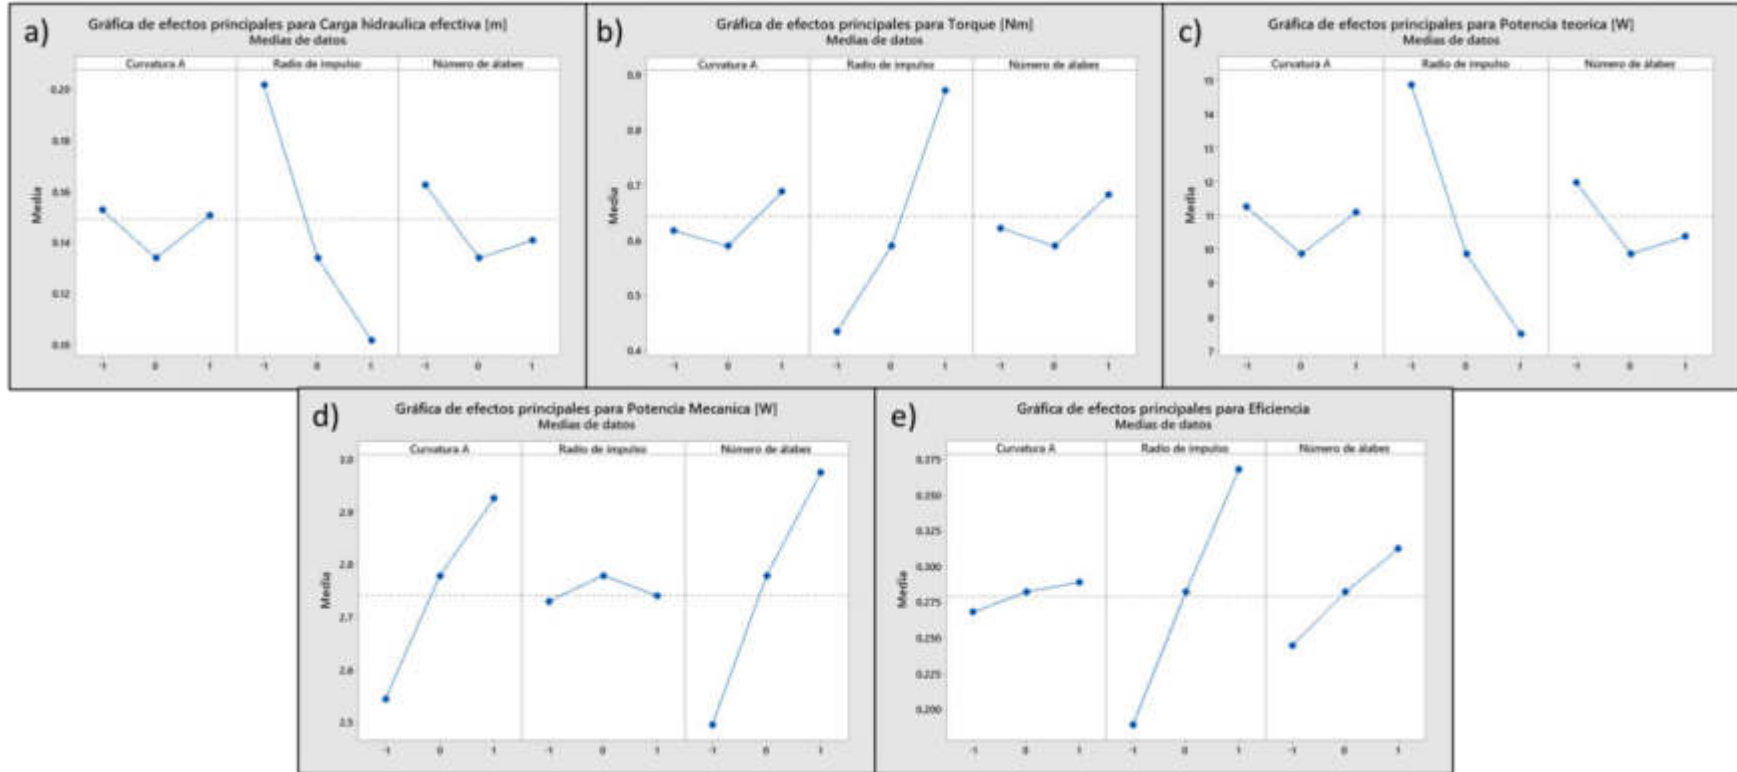 a)
Gráfica de efectos principales para Carga hidraulica efectiva [m]
Medias de datos
Curvatura A
Radio de impulso
Número de álabes
Media
0.20
0.18
0.16
0.14
0.12
0.10
-1 0 1 -1 0 1 -1 0 1
b)
Gráfica de efectos principales para Torque [Nm]
Medias de datos
Curvatura A
Radio de impulso
Número de álabes
Media
0.9
0.8
0.7
0.6
0.5
0.4
-1 0 1 -1 0 1 -1 0 1
c)
Gráfica de efectos principales para Potencia teorica [W]
Medias de datos
Curvatura A
Radio de impulso
Número de álabes
Media
15
14
13
12
11
10
9
8
7
-1 0 1 -1 0 1 -1 0 1
d)
Gráfica de efectos principales para Potencia Mecanica [W]
Medias de datos
Curvatura A
Radio de impulso
Número de álabes
Media
3.0
2.9
2.8
2.7
2.6
2.5
-1 0 1 -1 0 1 -1 0 1
e)
Gráfica de efectos principales para Eficiencia
Medias de datos
Curvatura A
Radio de impulso
Número de álabes
Media
0.375
0.350
0.325
0.300
0.275
0.250
0.225
0.200
-1 0 1 -1 0 1 -1 0 1